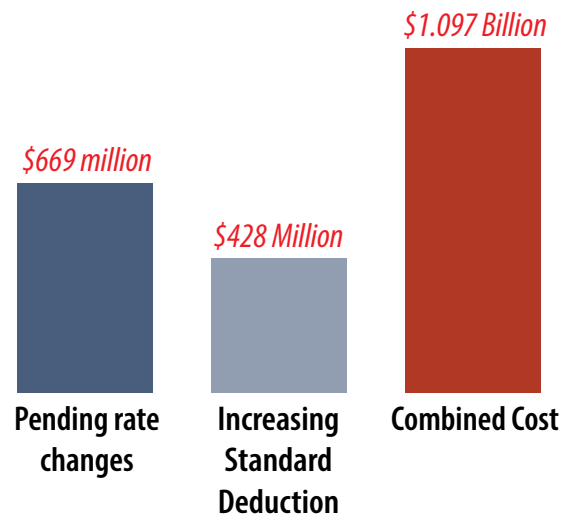 $1.097 Billion
$669 million
$428 Million
Pending rate
changes
Increasing
Standard
Deduction
Combined Cost